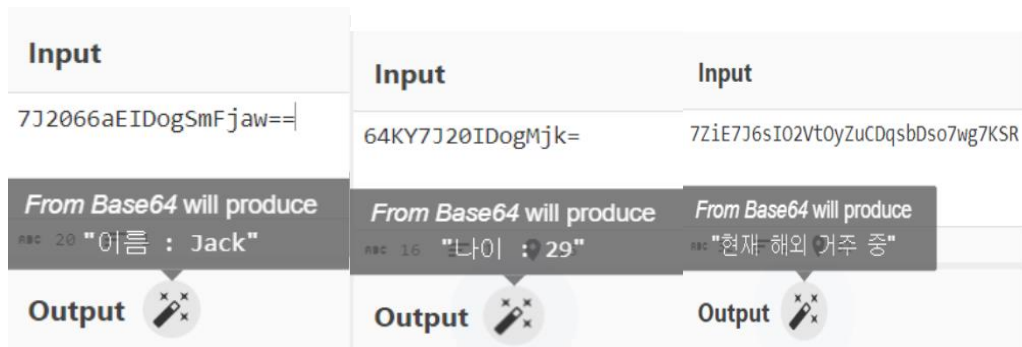 Input
7J2066aEIDogSmFjaw==
From Base64 will produce
20 "이름 : Jack"
Output
Input
64KY7J20IDogMjk=
From Base64 will produce
16 "나이 : 29"
Output
Input
7ZiE7J6sIO2VtOyZuCDqsbDso7wg7KSR
From Base64 will produce
"현재 해외 거주 중"
Output